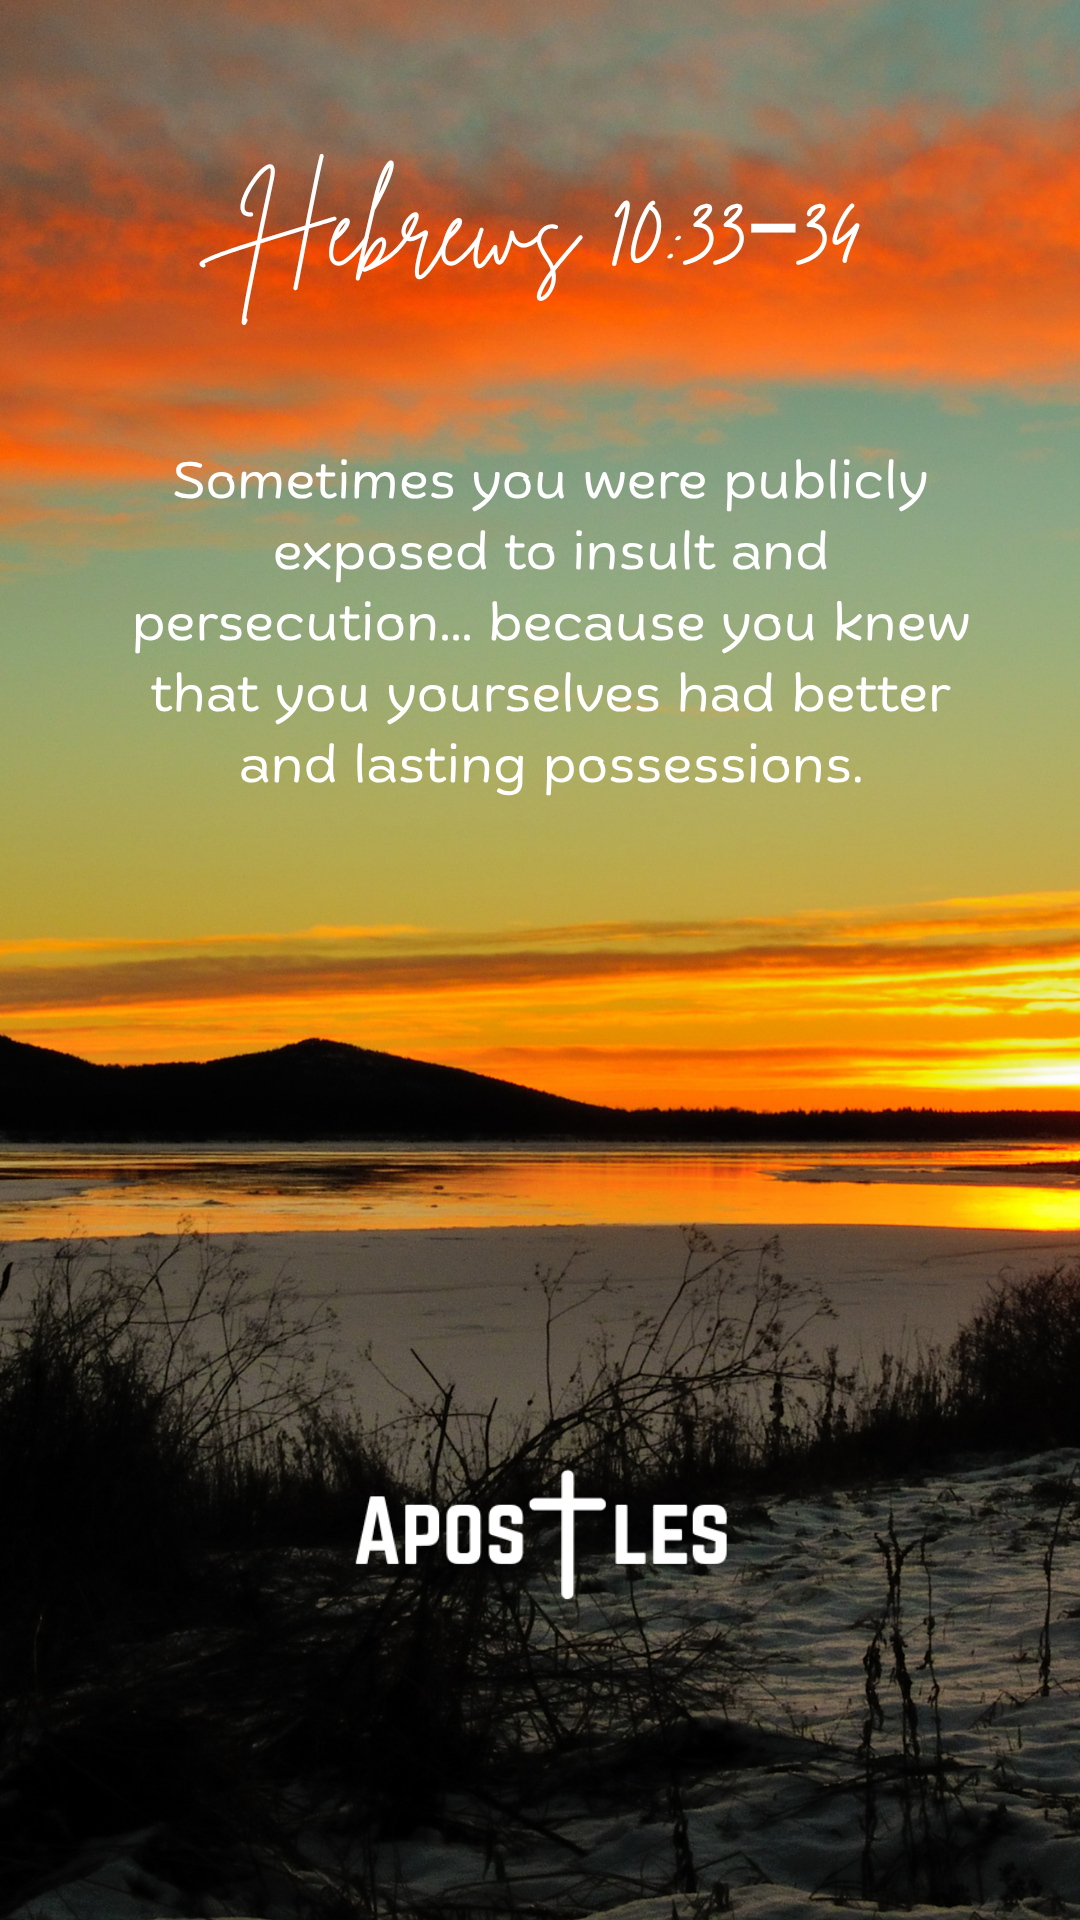 Hebrews 10:33–34
Sometimes you were publicly
exposed to insult and
persecution... because you knew
that you yourselves had better
and lasting possessions.
APOSTLES